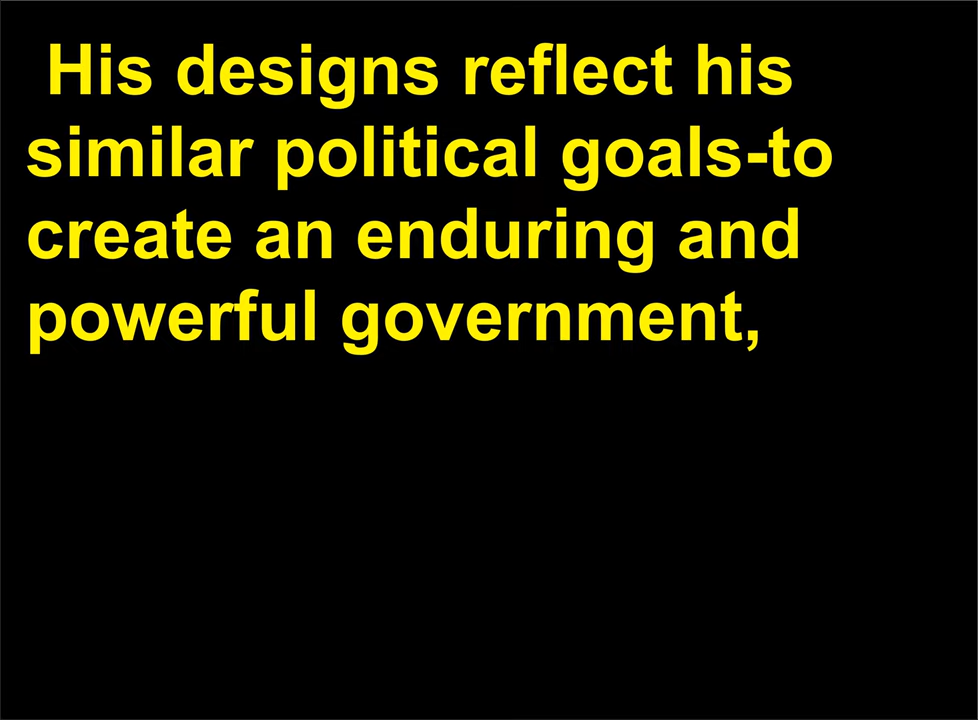 His designs reflect his
similar political goals-to
create an enduring and
powerful government,